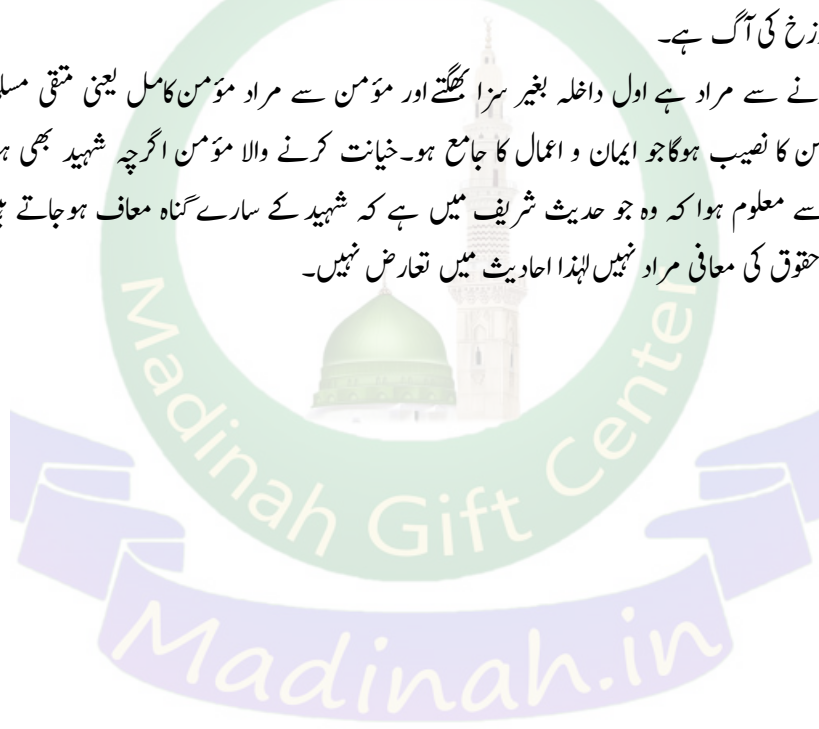 زخ کی آگ ہے۔
نے سے مراد ہے اول داخلہ بغیر سزا بھگتے اور مؤمن سے مراد مؤمن کامل یعنی متقی
من کا نصیب ہوگا جو ایمان و اعمال کا جامع ہو۔ خیانت کرنے والا مؤمن اگرچہ شہید بھی
سے معلوم ہوا کہ وہ جو حدیث شریف میں ہے کہ شہید کے سارے گناہ معاف ہوجاتے
حقوق کی معافی مراد نہیں لہٰذا احادیث میں تعارض نہیں۔
Madinah Gift Center
Madinah.in